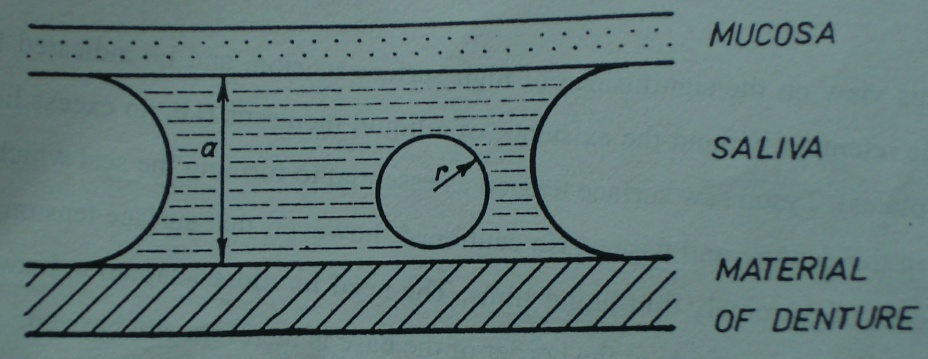 MUCOSA
a
r
SALIVA
MATERIAL
OF DENTURE